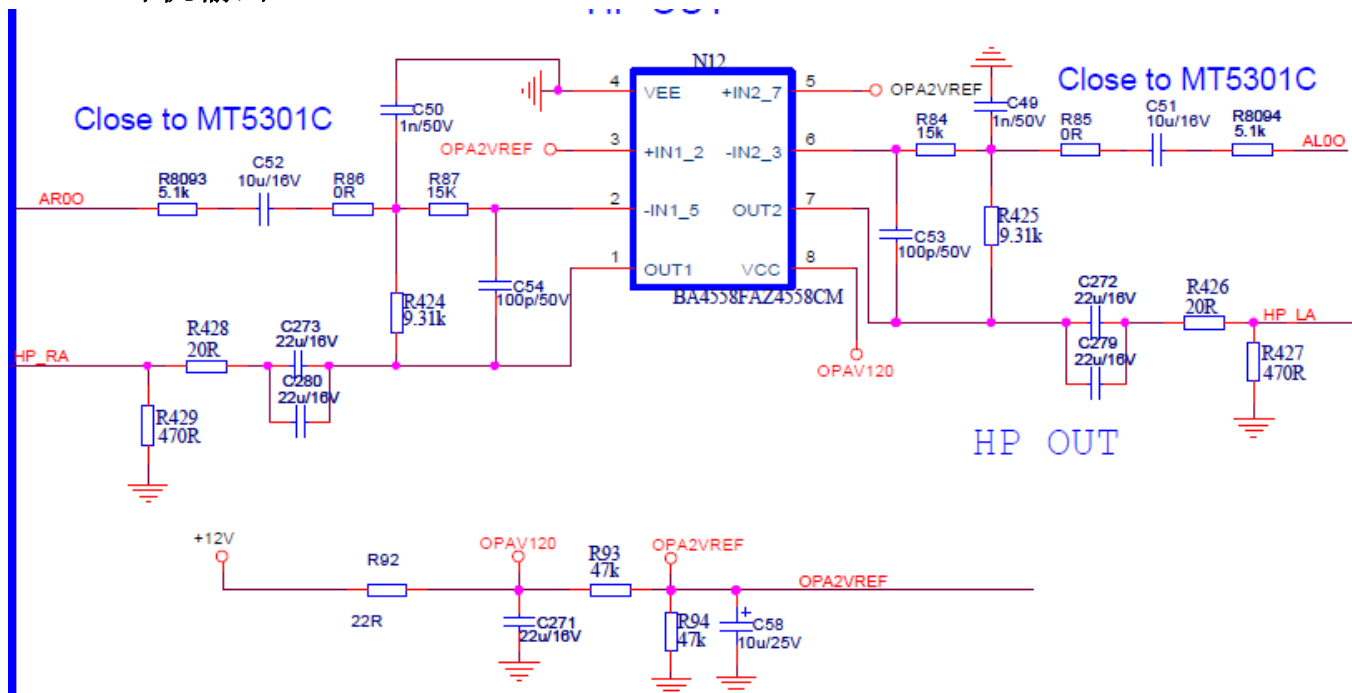 HP OUT
N12
4 VEE +IN2_7 5
3 +IN1_2 -IN2_3 6
2 -IN1_5 OUT2 7
1 OUT1 VCC 8
BA4558FAZ4558CM
Close to MT5301C
C50
1n/50V
OPA2VREF
C52
10u/16V
R8093
5.1k
R86
0R
R87
15K
AR0O
C54
100p/50V
R424
9.31k
R428
20R
C273
22u/16V
C280
22u/16V
HP_RA
R429
470R
OPA2VREF
C49
1n/50V
Close to MT5301C
R84
15k
R85
0R
C51
10u/16V
R8094
5.1k
AL0O
C53
100p/50V
R425
9.31k
C272
22u/16V
C279
22u/16V
R426
20R
HP_LA
R427
470R
OPAV120
HP OUT
+12V
R92
22R
OPAV120
R93
47k
OPA2VREF
OPA2VREF
C271
22u/16V
R94
47k
+
C58
10u/25V